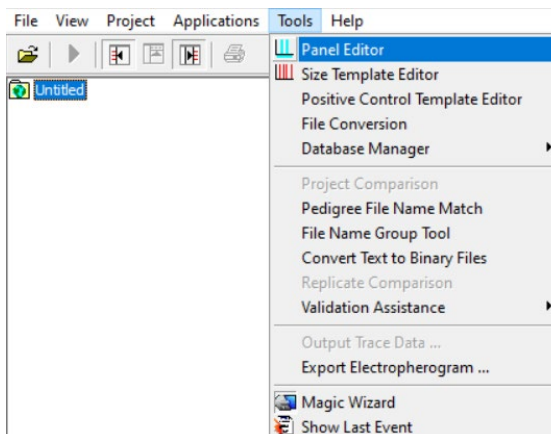 File View Project Applications Tools Help
Untitled
Panel Editor
Size Template Editor
Positive Control Template Editor
File Conversion
Database Manager
Project Comparison
Pedigree File Name Match
File Name Group Tool
Convert Text to Binary Files
Replicate Comparison
Validation Assistance
Output Trace Data ...
Export Electropherogram ...
Magic Wizard
Show Last Event